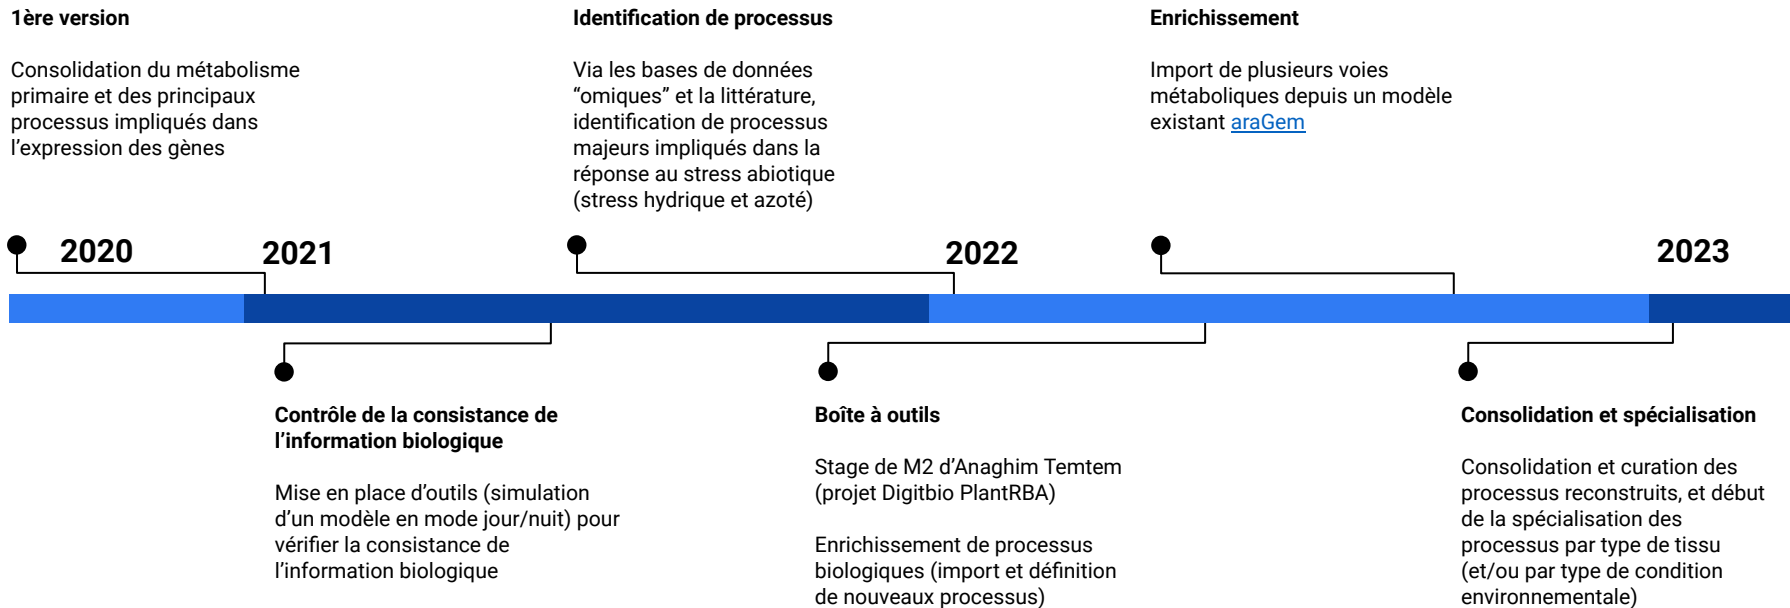 1ère version
Consolidation du métabolisme
primaire et des principaux
processus impliqués dans
l'expression des gènes
Identification de processus
Via les bases de données
“omiques” et la littérature,
identification de processus
majeurs impliqués dans la
réponse au stress abiotique
(stress hydrique et azoté)
Enrichissement
Import de plusieurs voies
métaboliques depuis un modèle
existant araGem
2020
2021
2022
2023
Contrôle de la consistance de
l’information biologique
Mise en place d’outils (simulation
d’un modèle en mode jour/nuit) pour
vérifier la consistance de
l’information biologique
Boîte à outils
Stage de M2 d’Anaghim Temtem
(projet Digitbio PlantRBA)
Enrichissement de processus
biologiques (import et définition
de nouveaux processus)
Consolidation et spécialisation
Consolidation et curation des
processus reconstruits, et début
de la spécialisation des
processus par type de tissu
(et/ou par type de condition
environnementale)